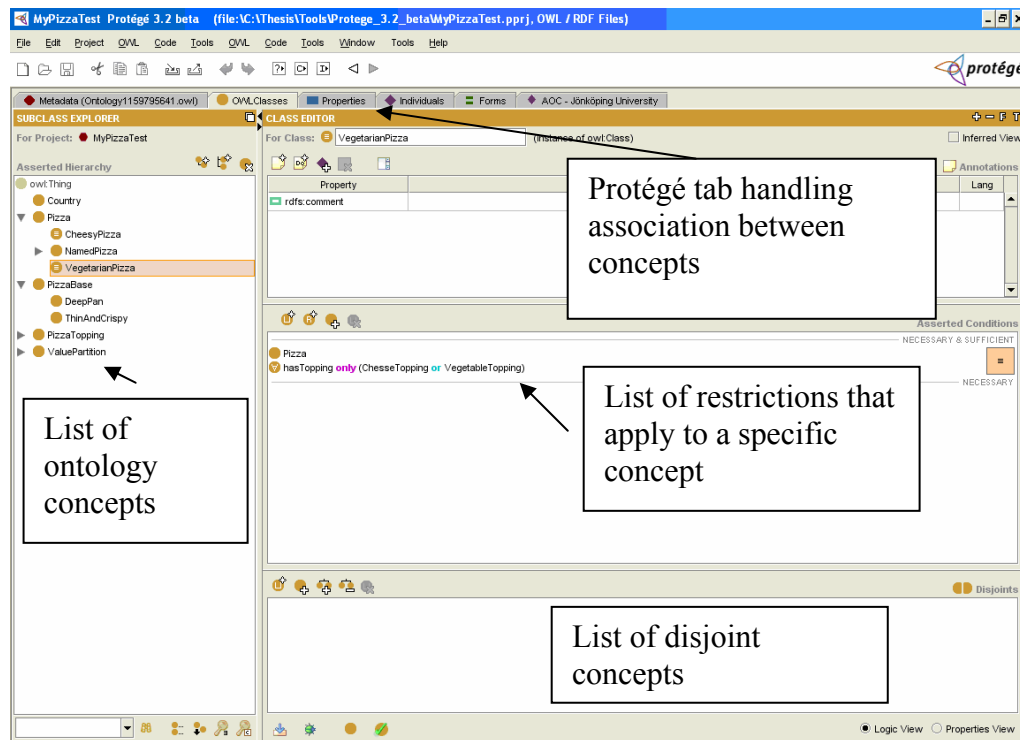 MyPizzaTest Protégé 3.2 beta (file:\C:\Thesis\Tools\Protege_3.2_beta\MyPizzaTest.pprj, OWL / RDF Files)
File Edit Project OWL Code Tools OWL Code Tools Window Tools Help
protégé
Metadata (Ontology1159795641.owl) OWLClasses Properties Individuals Forms AOC - Jönköping University
SUBCLASS EXPLORER
For Project: MyPizzaTest
Asserted Hierarchy
owl:Thing
Country
Pizza
CheesyPizza
NamedPizza
VegetarianPizza
PizzaBase
DeepPan
ThinAndCrispy
PizzaTopping
ValuePartition
List of
ontology
concepts
CLASS EDITOR
For Class: VegetarianPizza (instance of owl:Class) Inferred View
Annotations
Property Lang
rdfs:comment
Protégé tab handling
association between
concepts
Asserted Conditions
NECESSARY & SUFFICIENT
Pizza
hasTopping only (ChesseTopping or VegetableTopping)
NECESSARY
List of restrictions that
apply to a specific
concept
Disjoints
List of disjoint
concepts
Logic View Properties View